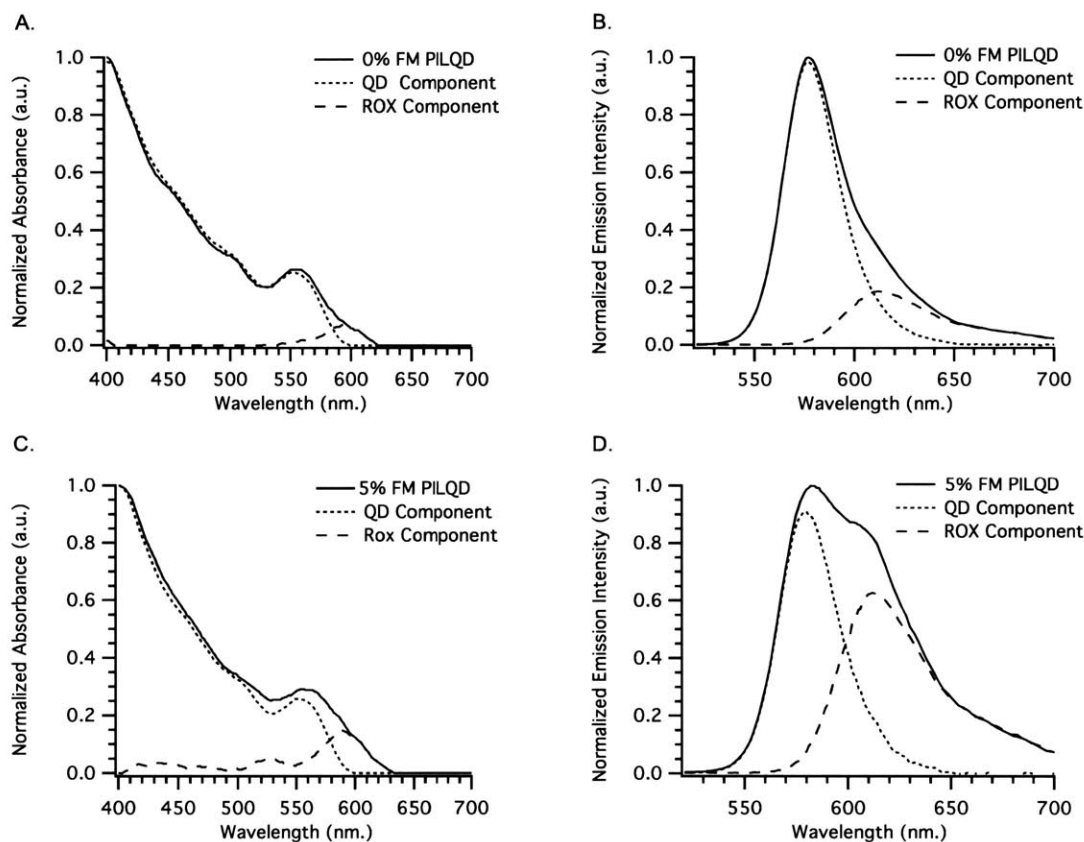 A.
0% FM PILQD
QD Component
ROX Component
Normalized Absorbance (a.u.)
1.0
0.8
0.6
0.4
0.2
0.0
400 450 500 550 600 650 700
Wavelength (nm.)
B.
0% FM PILQD
QD Component
ROX Component
Normalized Emission Intensity (a.u.)
1.0
0.8
0.6
0.4
0.2
0.0
550 600 650 700
Wavelength (nm.)
C.
5% FM PILQD
QD Component
Rox Component
Normalized Absorbance (a.u.)
1.0
0.8
0.6
0.4
0.2
0.0
400 450 500 550 600 650 700
Wavelength (nm.)
D.
5% FM PILQD
QD Component
ROX Component
Normalized Emission Intensity (a.u.)
1.0
0.8
0.6
0.4
0.2
0.0
550 600 650 700
Wavelength (nm.)